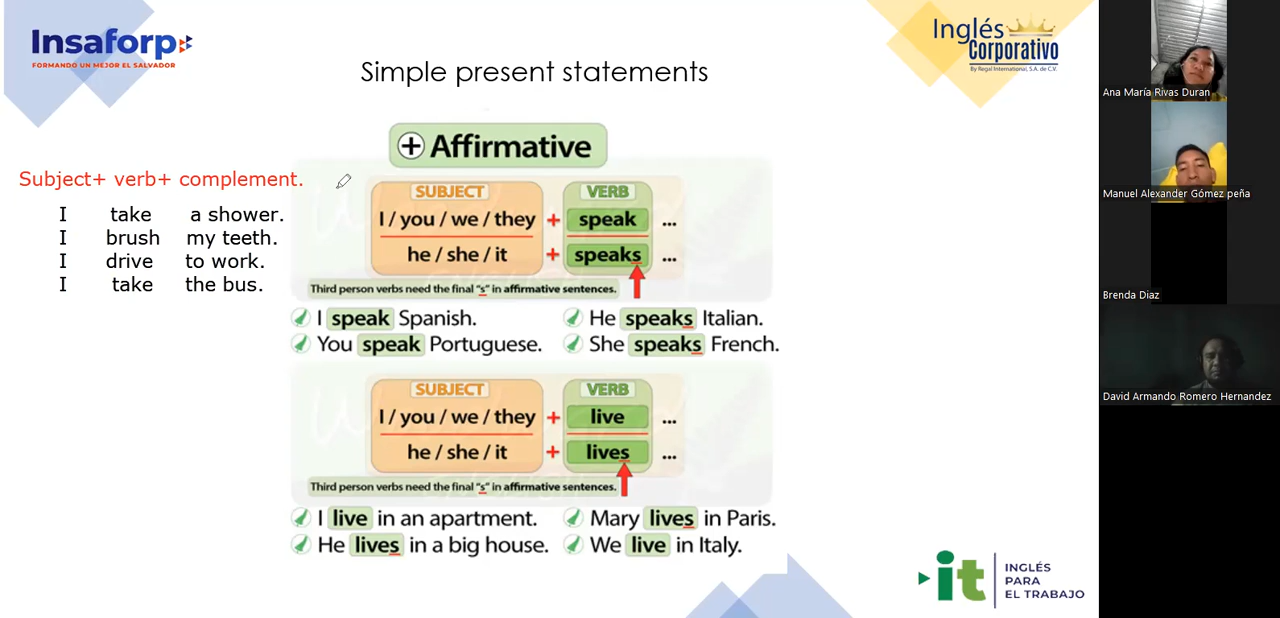 Insaforp
FORMANDO UN MEJOR EL SALVADOR
Inglés
Corporativo
By Regal International, S.A. de C.V.
Simple present statements
+ Affirmative
Subject+ verb+ complement.
I take a shower.
I brush my teeth.
I drive to work.
I take the bus.
SUBJECT VERB
I / you / we / they + speak ...
he / she / it + speaks ...
Third person verbs need the final "s" in affirmative sentences.
I speak Spanish. He speaks Italian.
You speak Portuguese. She speaks French.
SUBJECT VERB
I / you / we / they + live ...
he / she / it + lives ...
Third person verbs need the final "s" in affirmative sentences.
I live in an apartment. Mary lives in Paris.
He lives in a big house. We live in Italy.
it
INGLÉS
PARA
EL TRABAJO
Ana María Rivas Duran
Manuel Alexander Gómez peña
Brenda Diaz
David Armando Romero Hernandez